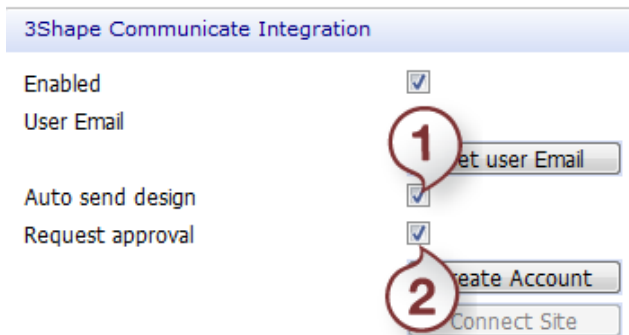 3Shape Communicate Integration
Enabled
User Email
1
et user Email
Auto send design
Request approval
reate Account
2
Connect Site